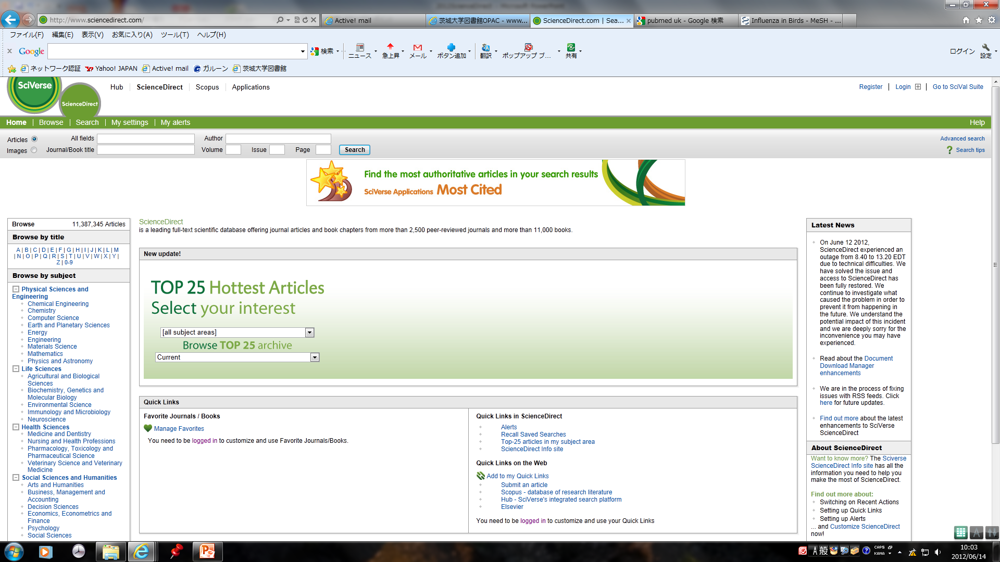 http://www.sciencedirect.com/
Active! mail
茨城大学図書館OPAC - www...
ScienceDirect.com | Sea...
pubmed uk - Google 検索
Influenza in Birds - MeSH - ...
ファイル(F) 編集(E) 表示(V) お気に入り(A) ツール(T) ヘルプ(H)
Google 検索 ニュース 急上昇 メール ボタン追加 翻訳 ポップアップ ブ... 共有 ログイン 設定
ネットワーク認証 Yahoo! JAPAN Active! mail ガルーン 茨城大学図書館
SciVerse
ScienceDirect
Hub ScienceDirect Scopus Applications
Register Login Go to SciVal Suite
Home | Browse | Search | My settings | My alerts Help
Articles All fields Author Advanced search
Images Journal/Book title Volume Issue Page Search ? Search tips
Find the most authoritative articles in your search results
SciVerse Applications Most Cited
Browse 11,387,345 Articles
Browse by title
A | B | C | D | E | F | G | H | I | J | K | L | M
| N | O | P | Q | R | S | T | U | V | W | X | Y |
Z | 0-9
Browse by subject
Physical Sciences and
Engineering
Chemical Engineering
Chemistry
Computer Science
Earth and Planetary Sciences
Energy
Engineering
Materials Science
Mathematics
Physics and Astronomy
Life Sciences
Agricultural and Biological
Sciences
Biochemistry, Genetics and
Molecular Biology
Environmental Science
Immunology and Microbiology
Neuroscience
Health Sciences
Medicine and Dentistry
Nursing and Health Professions
Pharmacology, Toxicology and
Pharmaceutical Science
Veterinary Science and Veterinary
Medicine
Social Sciences and Humanities
Arts and Humanities
Business, Management and
Accounting
Decision Sciences
Economics, Econometrics and
Finance
Psychology
Social Sciences
ScienceDirect
is a leading full-text scientific database offering journal articles and book chapters from more than 2,500 peer-reviewed journals and more than 11,000 books.
New update!
TOP 25 Hottest Articles
Select your interest
[all subject areas]
Browse TOP 25 archive
Current
Quick Links
Favorite Journals / Books
Manage Favorites
You need to be logged in to customize and use Favorite Journals/Books.
Quick Links in ScienceDirect
Alerts
Recall Saved Searches
Top-25 articles in my subject area
ScienceDirect Info site
Quick Links on the Web
Add to my Quick Links
Submit an article
Scopus - database of research literature
Hub - SciVerse's integrated search platform
Elsevier
You need to be logged in to customize and use your Quick Links
Latest News
On June 12 2012,
ScienceDirect experienced an
outage from 8.40 to 13.20 EDT
due to technical difficulties. We
have solved the issue and
access to ScienceDirect has
been fully restored. We
continue to investigate what
caused the problem in order to
prevent it from happening in
the future. We understand the
potential impact of this incident
and we are deeply sorry for the
inconvenience you may have
experienced.
Read about the Document
Download Manager
enhancements
We are in the process of fixing
issues with RSS feeds. Click
here for future updates.
Find out more about the latest
enhancements to SciVerse
ScienceDirect
About ScienceDirect
Want to know more? The Sciverse
ScienceDirect Info site has all the
information you need to help you
make the most of ScienceDirect.
Find out more about:
Switching on Recent Actions
Setting up Quick Links
Setting up Alerts
... and Customize ScienceDirect
now!
A 般 CAPS KANA
10:03
2012/06/14